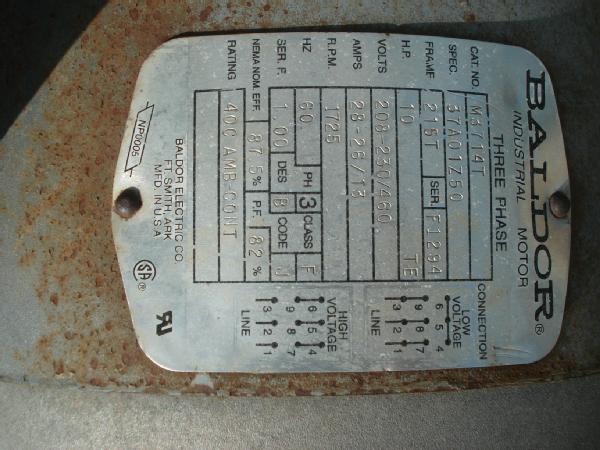 BALDOR®
INDUSTRIAL MOTOR
THREE PHASE
CAT. NO. M3714T
SPEC. 37A01Z50
FRAME 215T SER. F1294
H.P. 10 TE
VOLTS 208-230/460
AMPS 28-26/13
R.P.M. 1725
HZ 60 PH 3 CLASS F
SER. F. 1.00 DES B CODE J
NEMA NOM. EFF. 87.5 % P.F. 82 %
RATING 40C AMB-CONT
NP0005
BALDOR ELECTRIC CO.
FT. SMITH, ARK
MFD. IN U.S.A.
SA ®
CONNECTION
LOW VOLTAGE
6 5 4
9 8 7
3 2 1
LINE
HIGH VOLTAGE
6 5 4
9 8 7
3 2 1
LINE